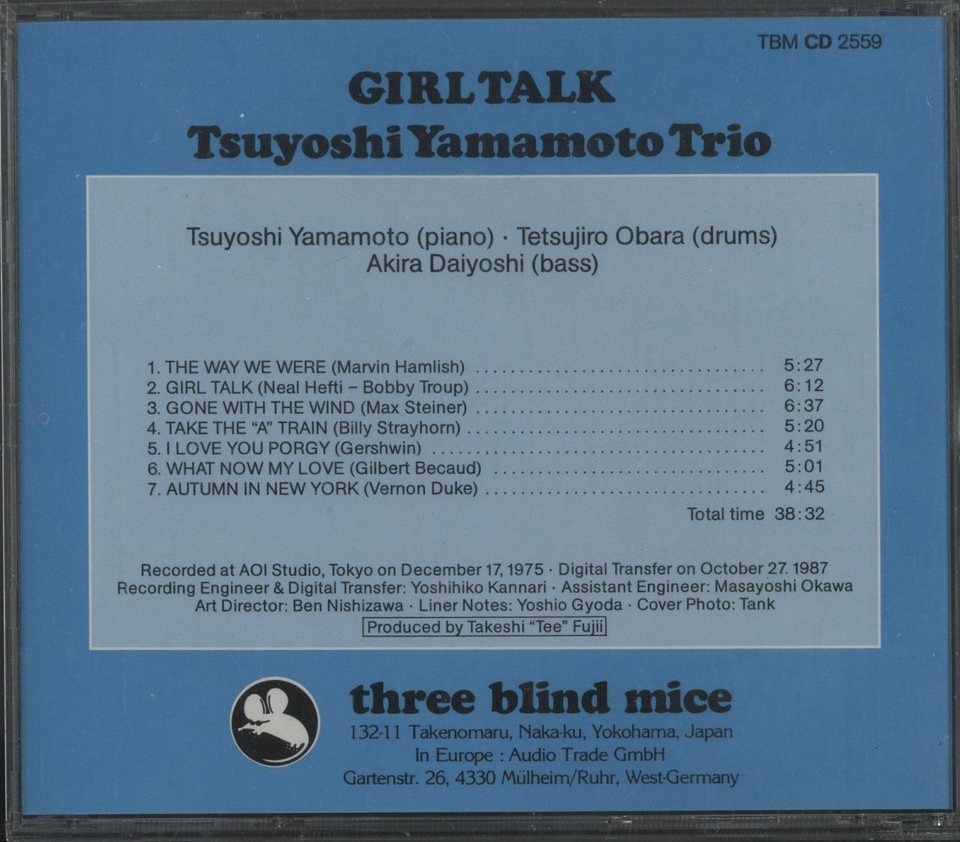 TBM CD 2559
GIRL TALK
Tsuyoshi Yamamoto Trio
Tsuyoshi Yamamoto (piano) · Tetsujiro Obara (drums)
Akira Daiyoshi (bass)
1. THE WAY WE WERE (Marvin Hamlish) .............................. 5:27
2. GIRL TALK (Neal Hefti – Bobby Troup) .............................. 6:12
3. GONE WITH THE WIND (Max Steiner) .............................. 6:37
4. TAKE THE “A” TRAIN (Billy Strayhorn) .............................. 5:20
5. I LOVE YOU PORGY (Gershwin) .................................. 4:51
6. WHAT NOW MY LOVE (Gilbert Becaud) ............................ 5:01
7. AUTUMN IN NEW YORK (Vernon Duke) ............................. 4:45
Total time 38:32
Recorded at AOI Studio, Tokyo on December 17, 1975 · Digital Transfer on October 27. 1987
Recording Engineer & Digital Transfer: Yoshihiko Kannari · Assistant Engineer: Masayoshi Okawa
Art Director: Ben Nishizawa · Liner Notes: Yoshio Gyoda · Cover Photo: Tank
Produced by Takeshi “Tee” Fujii
three blind mice
132-11 Takenomaru, Naka-ku, Yokohama, Japan
In Europe : Audio Trade GmbH
Gartenstr. 26, 4330 Mülheim/Ruhr, West-Germany